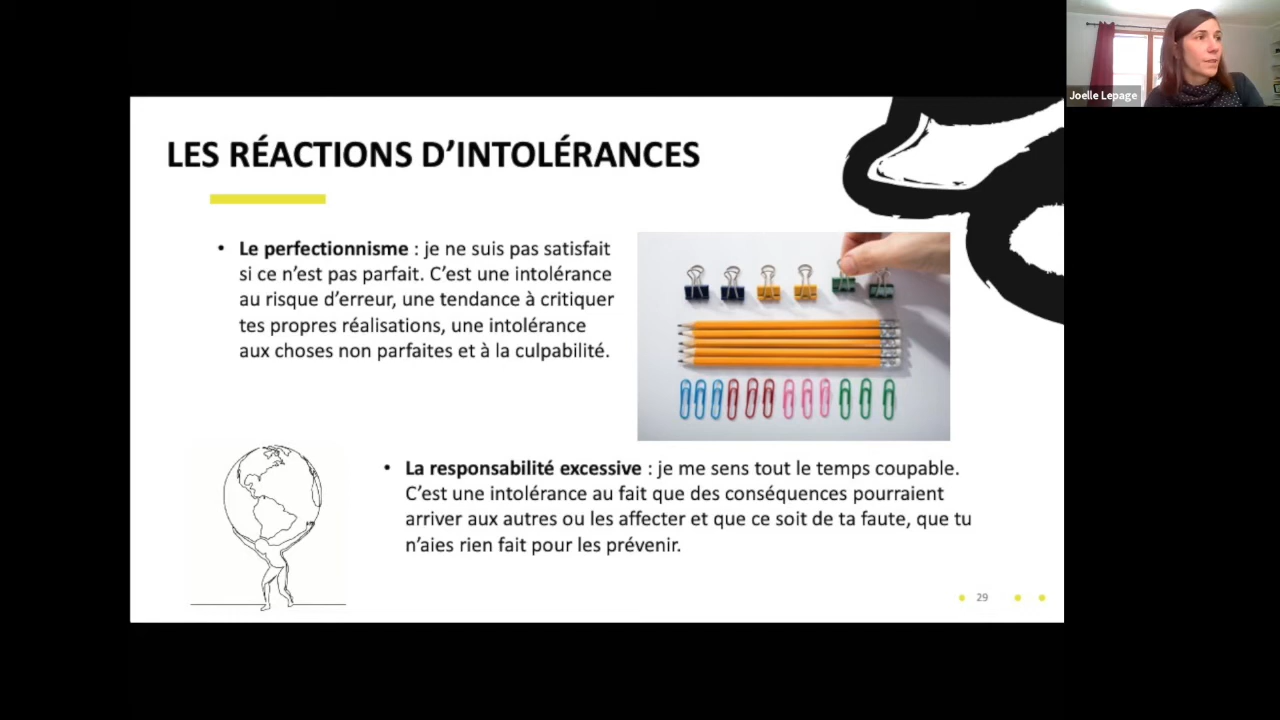 Joelle Lepage
LES RÉACTIONS D’INTOLÉRANCES
• Le perfectionnisme : je ne suis pas satisfait
si ce n’est pas parfait. C’est une intolérance
au risque d’erreur, une tendance à critiquer
tes propres réalisations, une intolérance
aux choses non parfaites et à la culpabilité.
• La responsabilité excessive : je me sens tout le temps coupable.
C’est une intolérance au fait que des conséquences pourraient
arriver aux autres ou les affecter et que ce soit de ta faute, que tu
n’aies rien fait pour les prévenir.
29